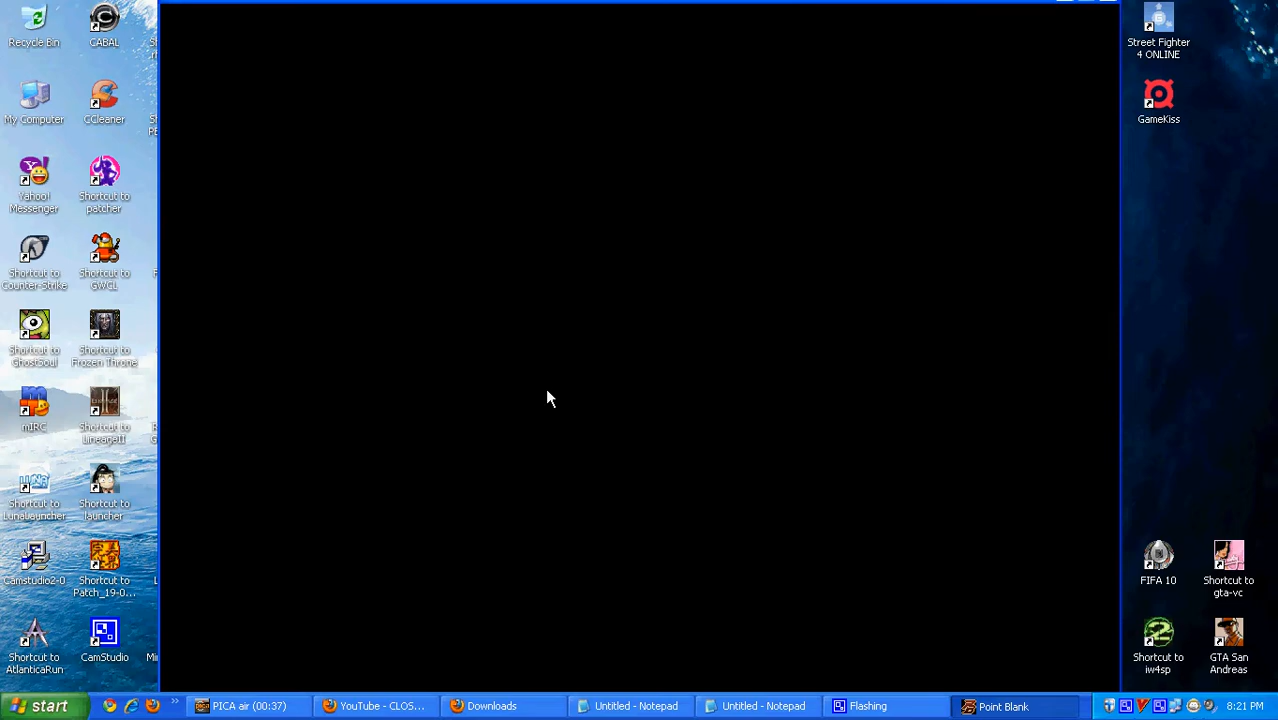 Recycle Bin
CABAL
My Computer
CCleaner
Yahoo!
Messenger
Shortcut to
patcher
Shortcut to
Counter-Strike
Shortcut to
GWCL
Shortcut to
GhostSoul
Shortcut to
Frozen Throne
mIRC
Shortcut to
LineageII
Shortcut to
LunaLauncher
Shortcut to
launcher
Camstudio2-0
Shortcut to
Patch_19-0...
Shortcut to
AtlanticaRun
CamStudio
Street Fighter
4 ONLINE
GameKiss
FIFA 10
Shortcut to
gta-vc
Shortcut to
iw4sp
GTA San
Andreas
start
PICA air (00:37)
YouTube - CLOS...
Downloads
Untitled - Notepad
Untitled - Notepad
Flashing
Point Blank
8:21 PM